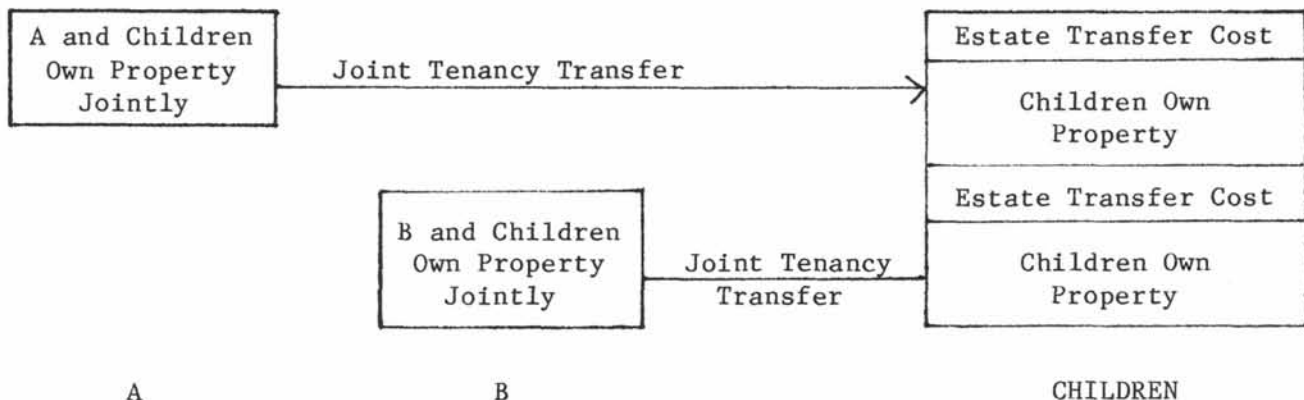 A and Children
Own Property
Jointly
Joint Tenancy Transfer
Estate Transfer Cost
Children Own
Property
B and Children
Own Property
Jointly
Joint Tenancy
Transfer
Estate Transfer Cost
Children Own
Property
A
B
CHILDREN